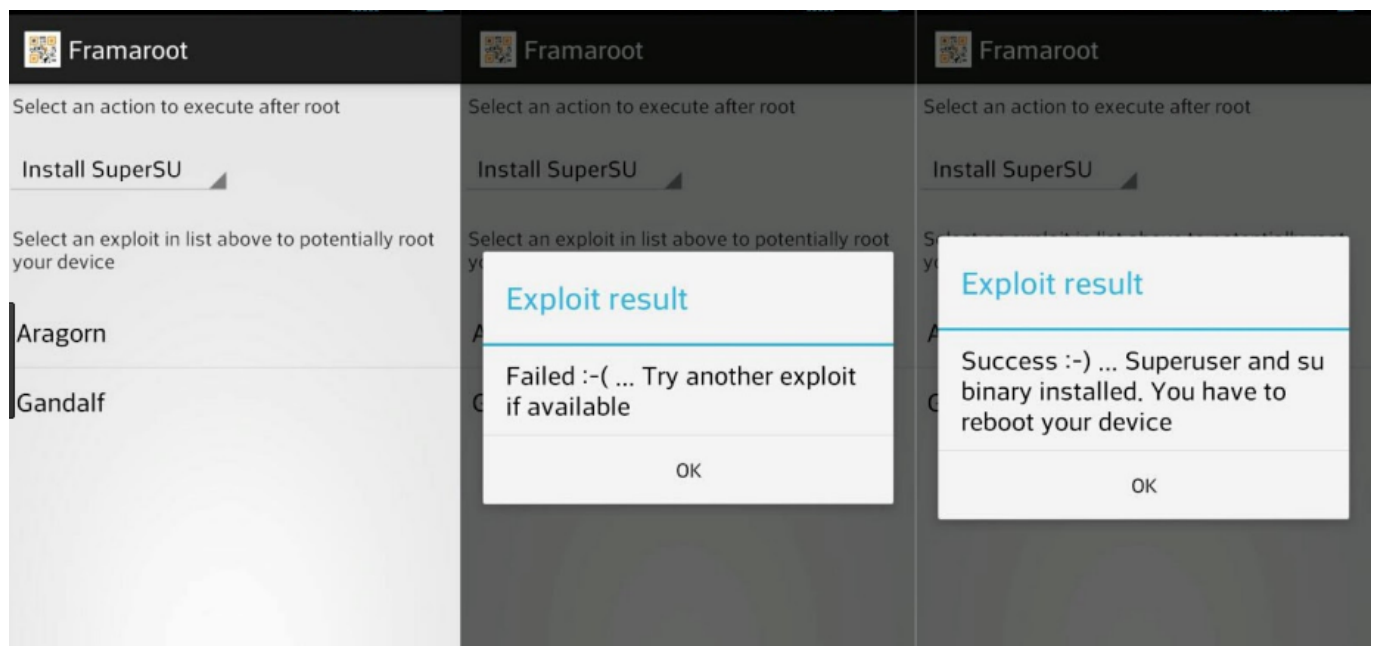 Framaroot
Select an action to execute after root
Install SuperSU
Select an exploit in list above to potentially root
your device
Aragorn
Gandalf
Framaroot
Select an action to execute after root
Install SuperSU
Select an exploit in list above to potentially root
Exploit result
Failed :-( ... Try another exploit
if available
OK
Framaroot
Select an action to execute after root
Install SuperSU
Exploit result
Success :-) ... Superuser and su
binary installed. You have to
reboot your device
OK